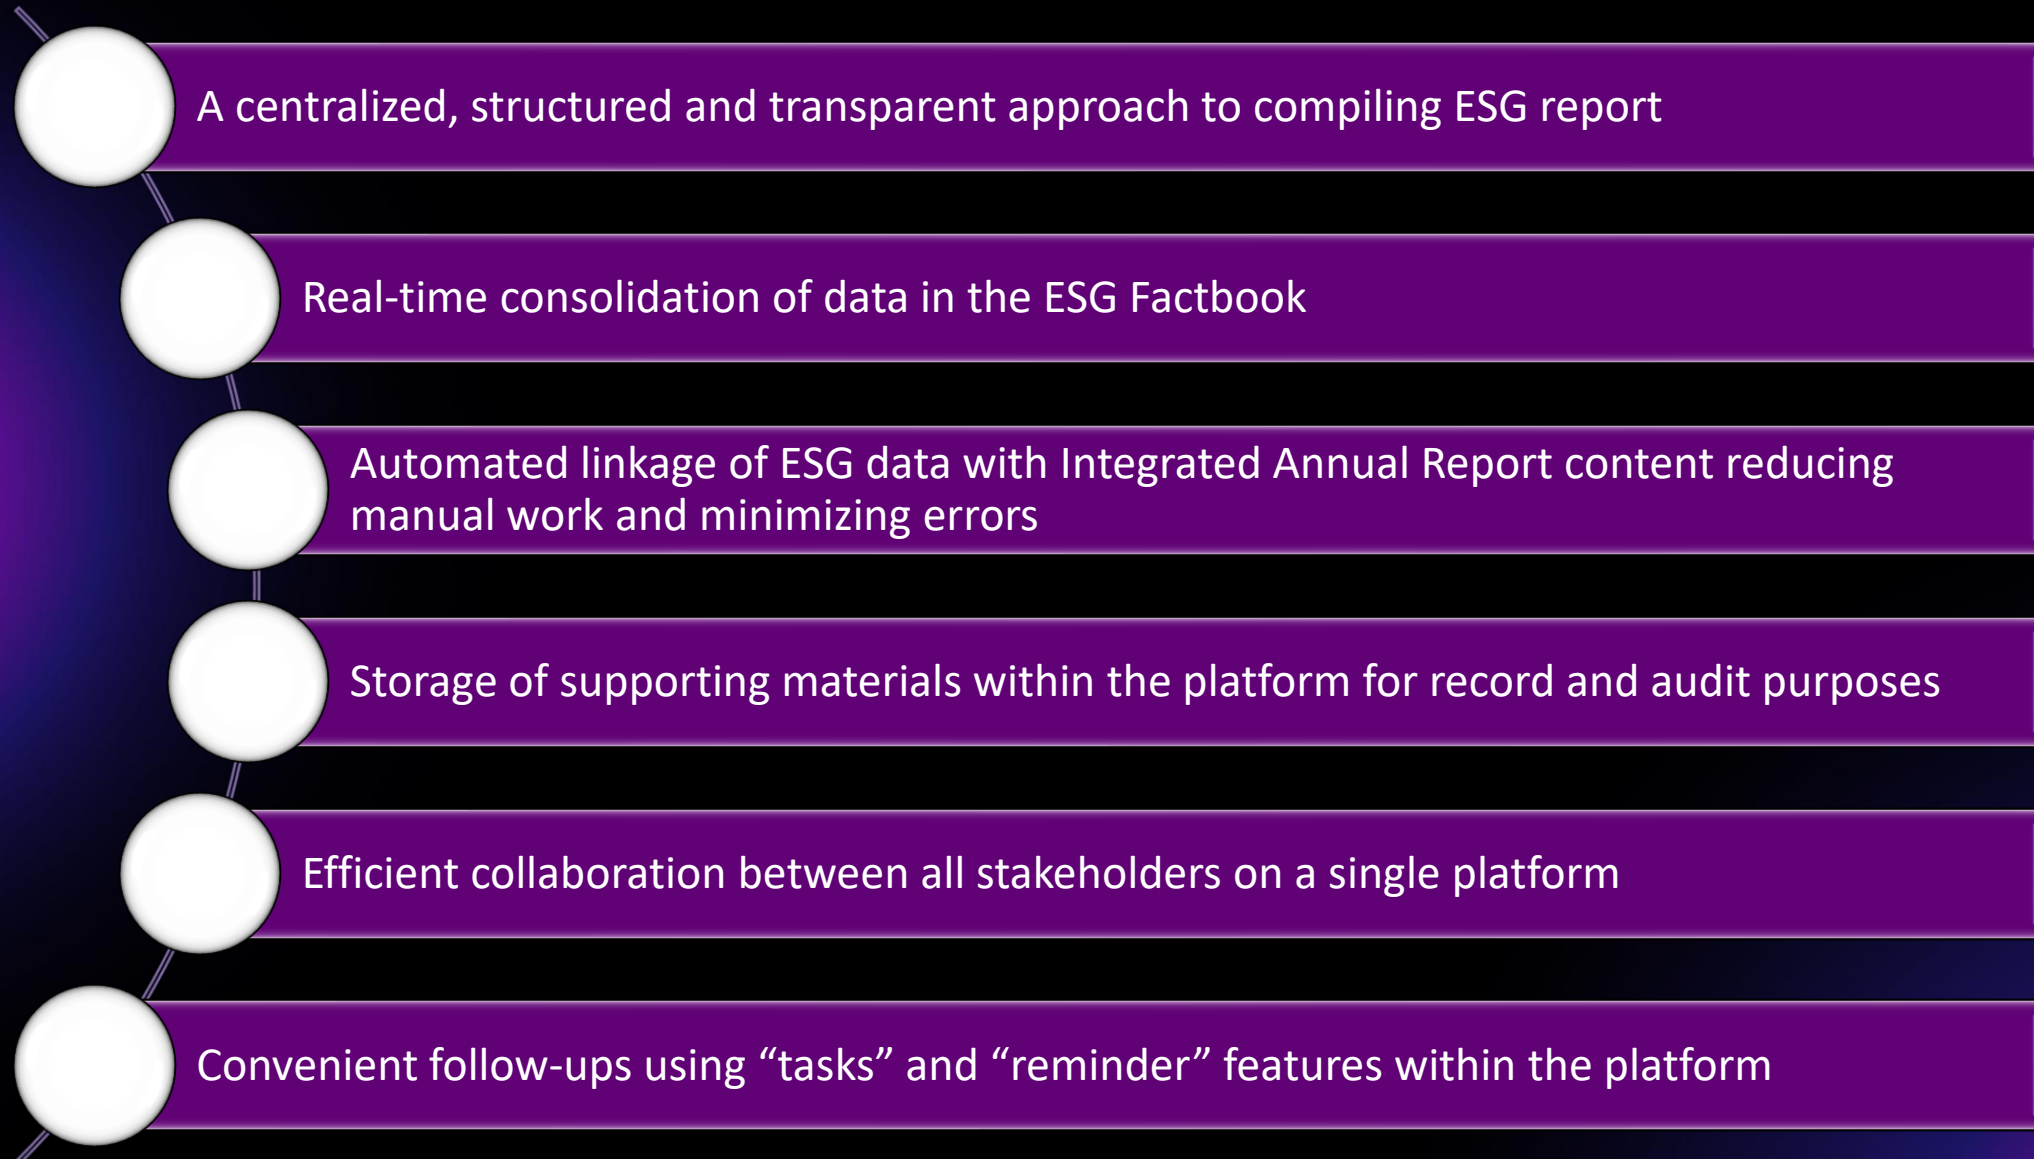 A centralized, structured and transparent approach to compiling ESG report
Real-time consolidation of data in the ESG Factbook
Automated linkage of ESG data with Integrated Annual Report content reducing
manual work and minimizing errors
Storage of supporting materials within the platform for record and audit purposes
Efficient collaboration between all stakeholders on a single platform
Convenient follow-ups using “tasks” and “reminder” features within the platform